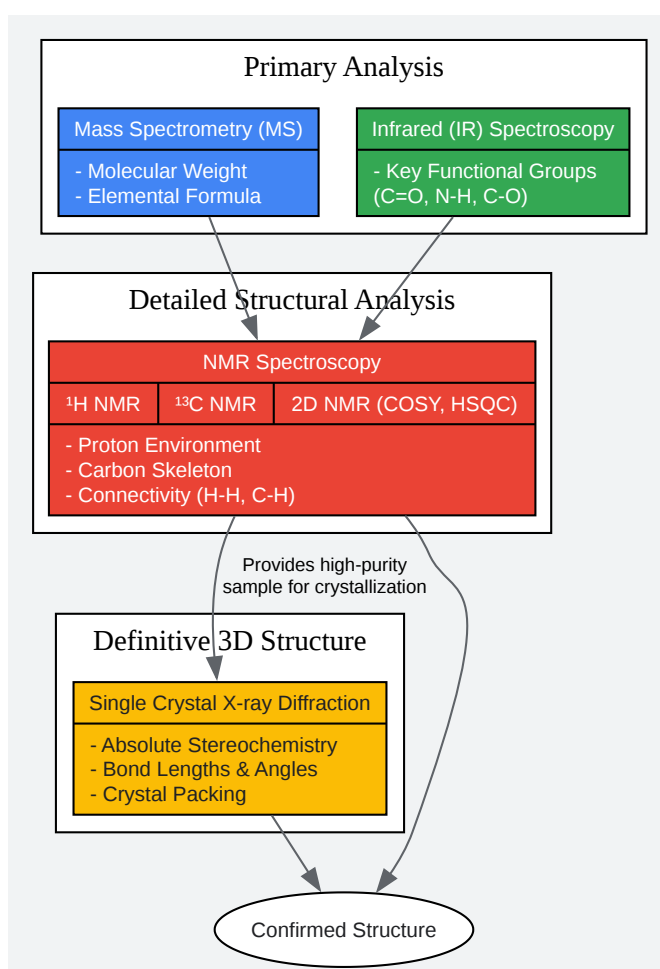 Primary Analysis
Mass Spectrometry (MS)
- Molecular Weight
- Elemental Formula
Infrared (IR) Spectroscopy
- Key Functional Groups
(C=O, N-H, C-O)
Detailed Structural Analysis
NMR Spectroscopy
¹H NMR
¹³C NMR
2D NMR (COSY, HSQC)
- Proton Environment
- Carbon Skeleton
- Connectivity (H-H, C-H)
Provides high-purity
sample for crystallization
Definitive 3D Structure
Single Crystal X-ray Diffraction
- Absolute Stereochemistry
- Bond Lengths & Angles
- Crystal Packing
Confirmed Structure